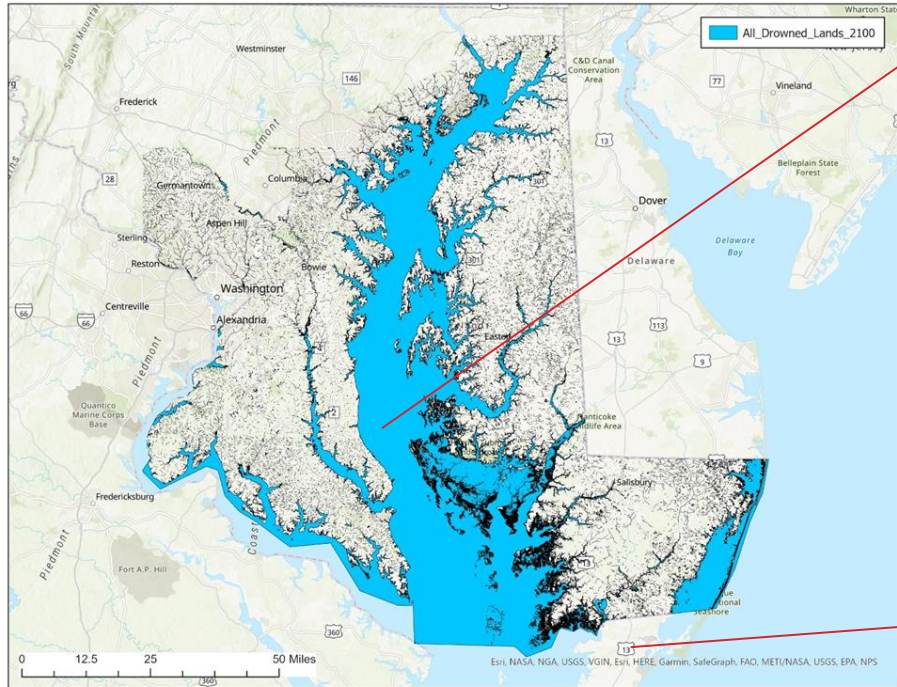 All_Drowned_Lands_2100
Wharton State
South Mountain
Westminster
C&D Canal
Conservation
Area
146
77
Vineland
Frederick
Piedmont
13
Belleplain State
Forest
28
Columbia
Germantown
301
Dover
Aspen Hill
Delaware
Bay
Sterling
Bowie
301
Delaware
Reston
Washington
66
Centreville
66
113
Alexandria
13
9
Piedmont
Quantico
Marine Corps
Base
2
Nanticoke
Wildlife Area
Salisbury
Fredericksburg
Piedmont
Fort A.P. Hill
13
Seashore
360
13
0 12.5 25 50 Miles
360
Esri, NASA, NGA, USGS, VGIN, Esri, HERE, Garmin, SafeGraph, FAO, METI/NASA, USGS, EPA, NPS